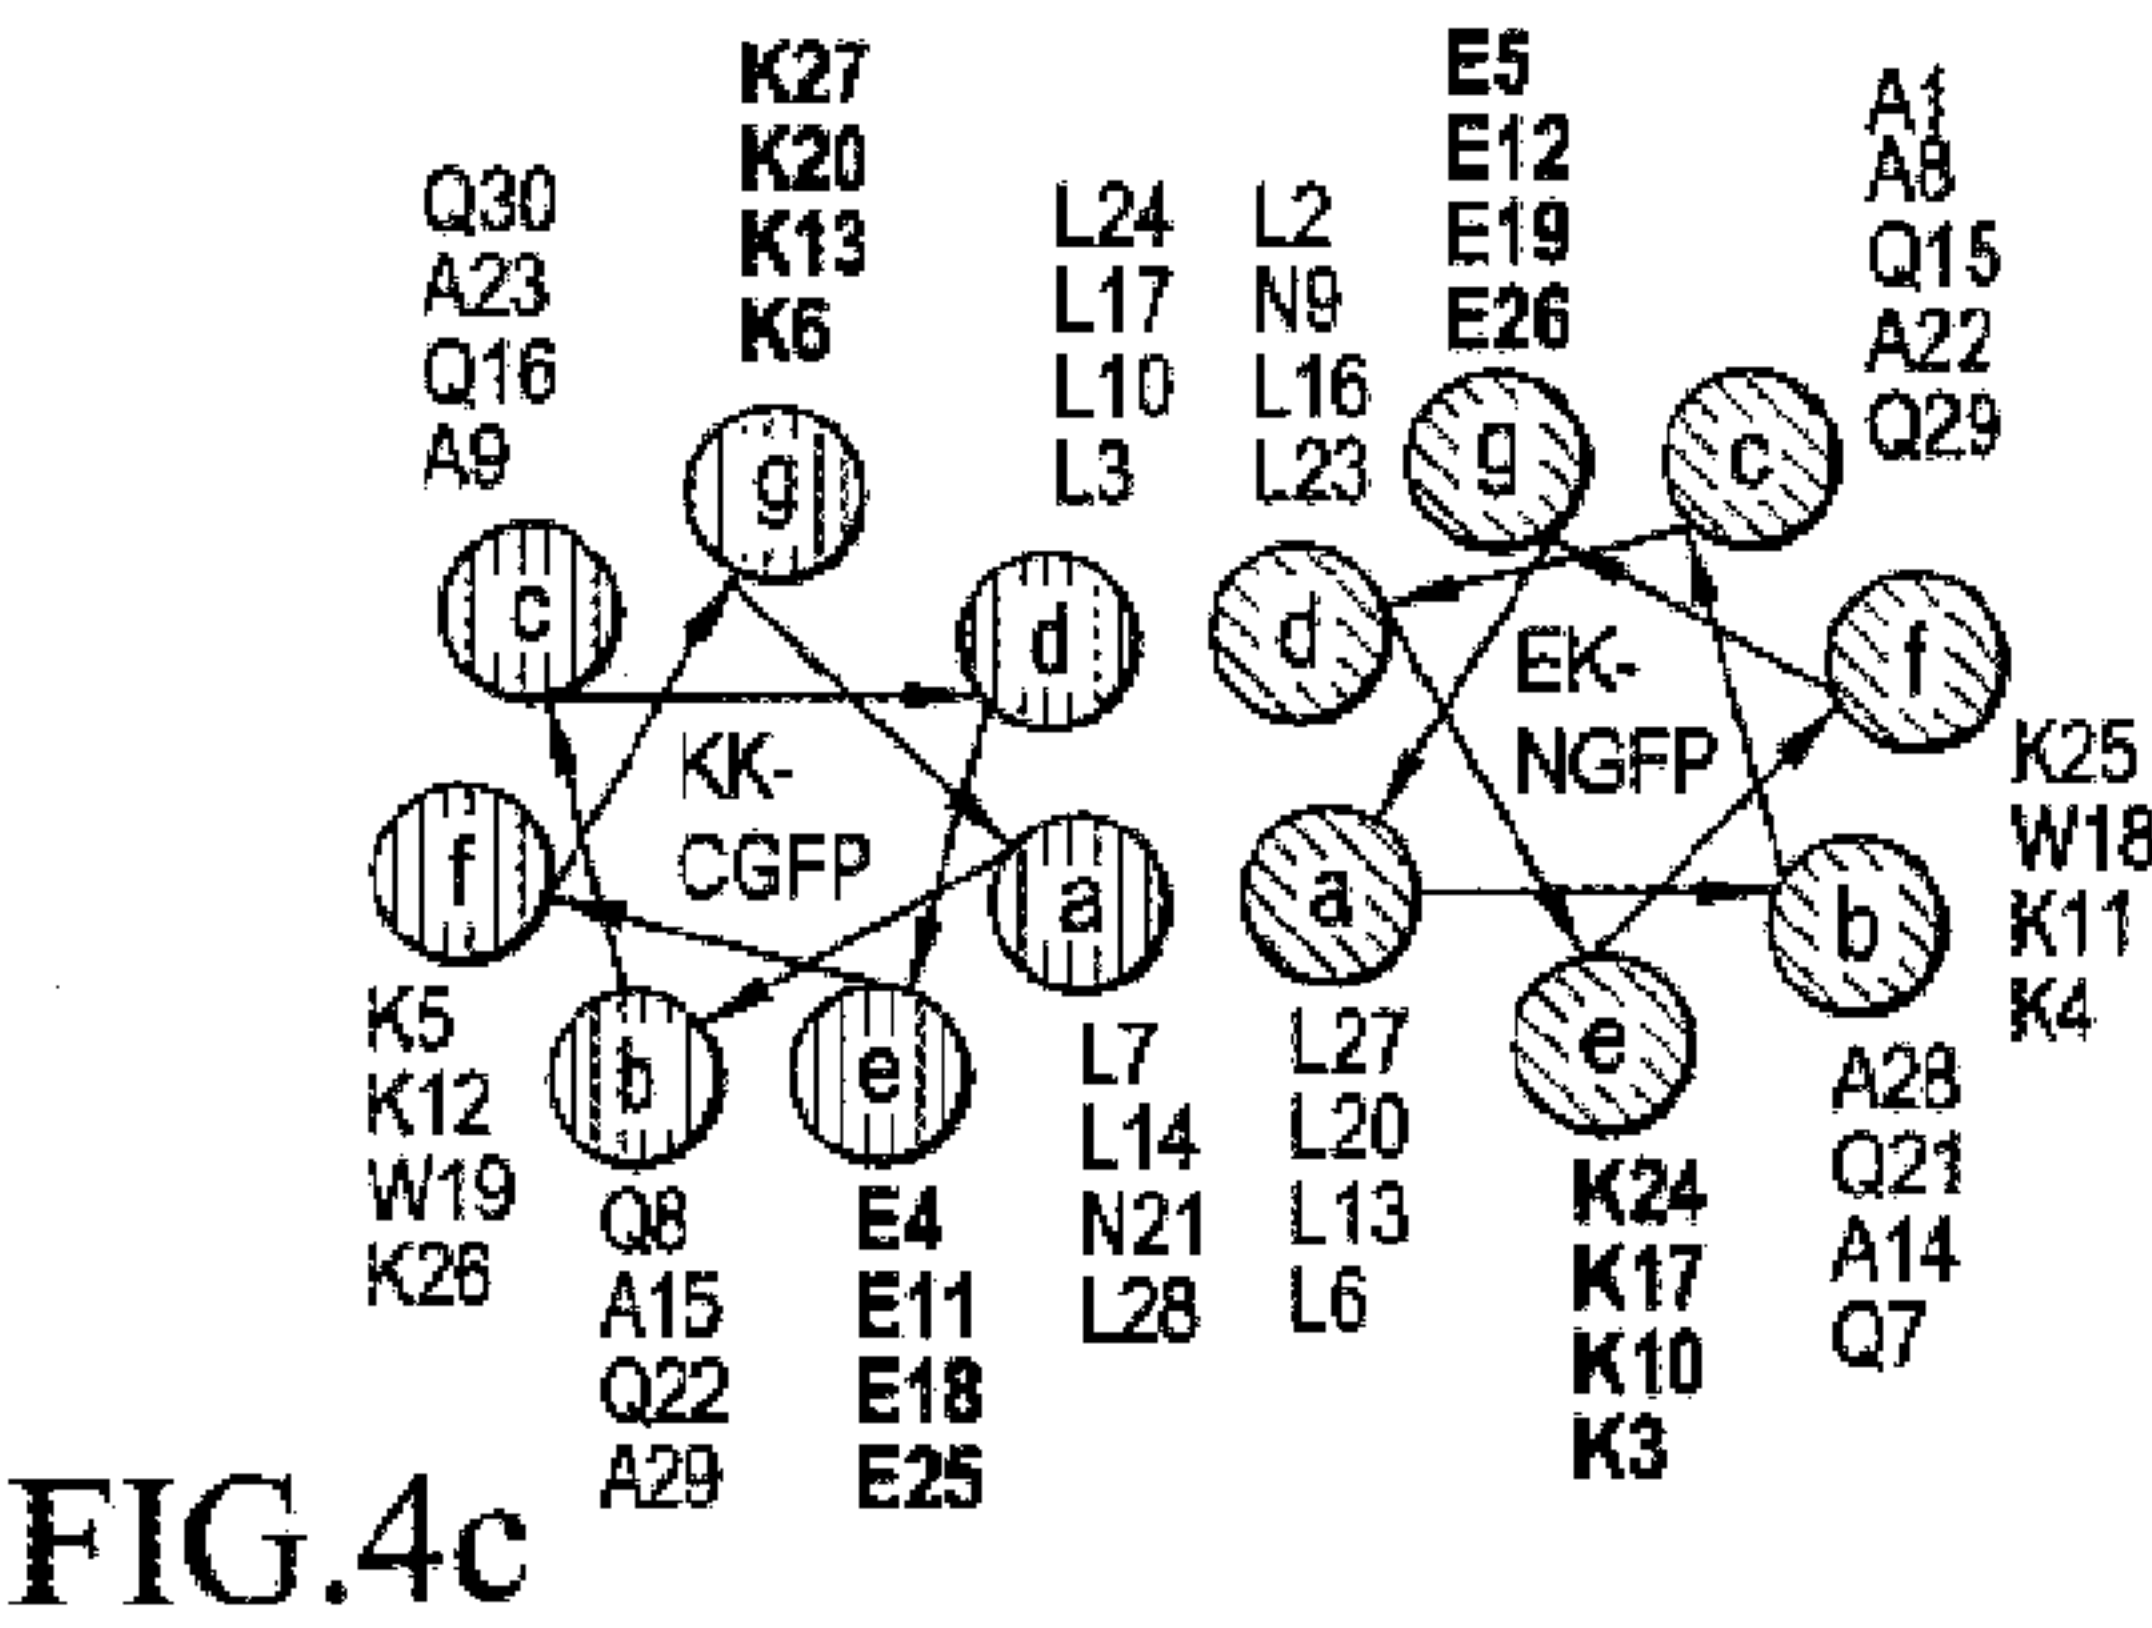 K27
K20
K13
K6
Q30
A23
Q16
A9
L24
L17
L10
L3
L2
N9
L16
L23
E5
E12
E19
E26
A1
A8
Q15
A22
Q29
g
c
d
KK-
CGFP
f
a
b
e
g
c
d
f
EK-
NGFP
a
b
e
K25
W18
K11
K4
K5
K12
W19
K26
Q8
A15
Q22
A29
E4
E11
E18
E25
L7
L14
N21
L28
L27
L20
L13
L6
K24
K17
K10
K3
A28
Q21
A14
Q7
FIG.4c